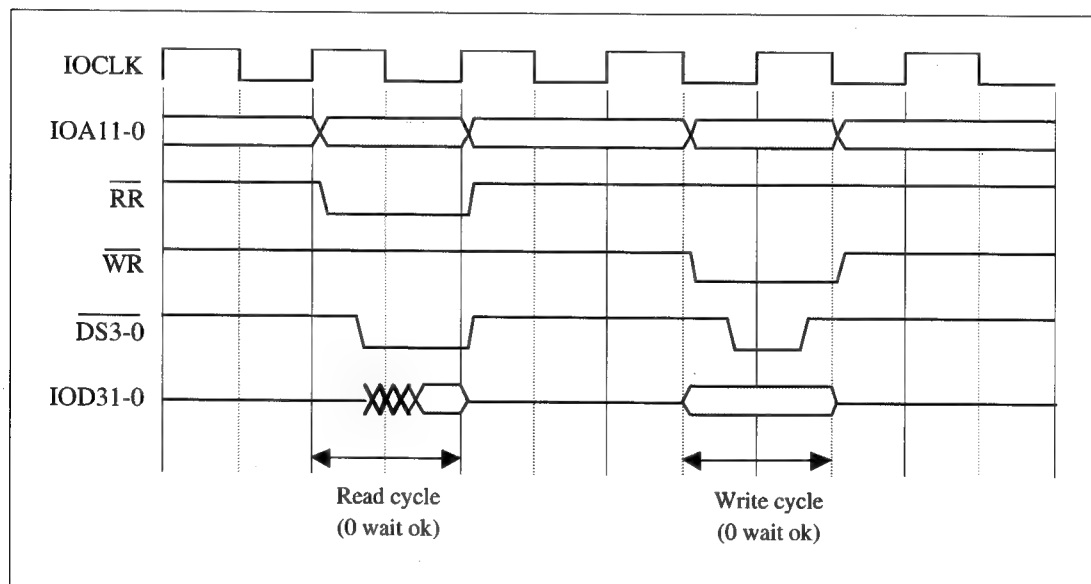 IOCLK
IOA11-0
RR
WR
DS3-0
IOD31-0
Read cycle
(0 wait ok)
Write cycle
(0 wait ok)